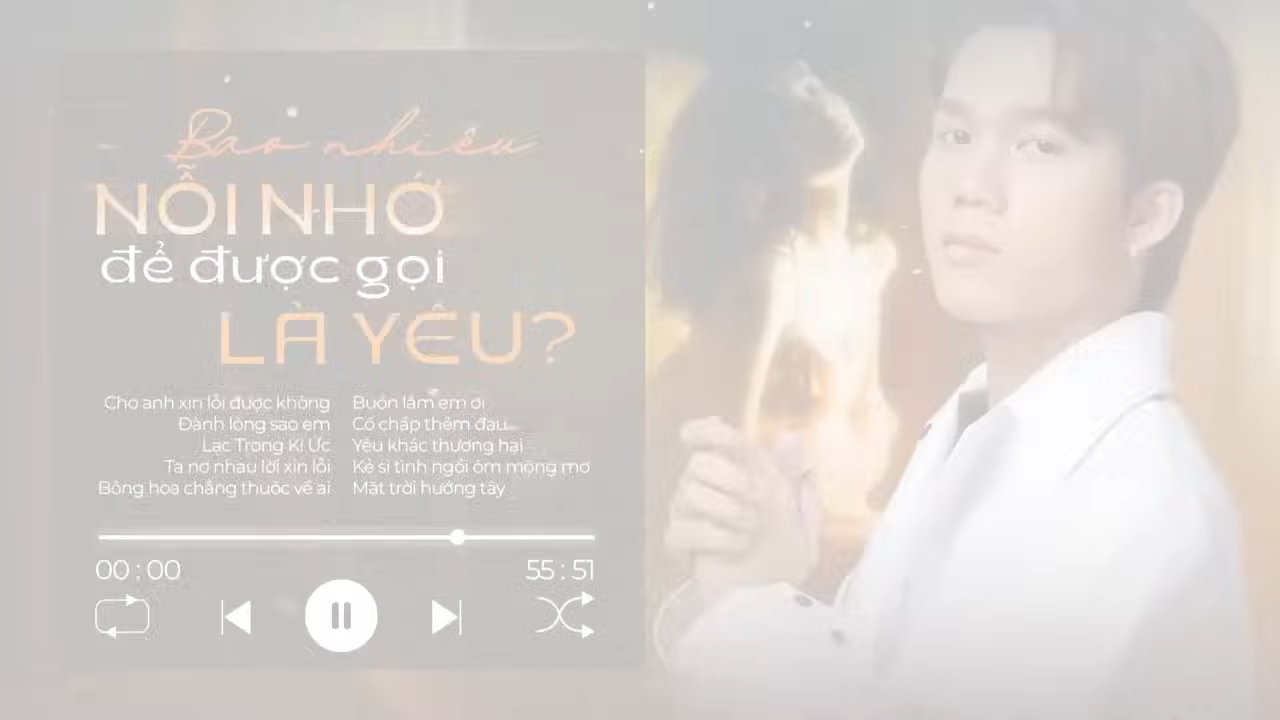 Bao nhiêu
NỖI NHỚ
để được gọi
LÀ YÊU?
Cho anh xin lỗi được không
Đành lòng sao em
Lạc Trong Kí Ức
Ta nợ nhau lời xin lỗi
Bông hoa chẳng thuộc về ai
Buồn lắm em ơi
Cố chấp thêm đau
Yêu khác thương hại
Kẻ si tình ngồi ôm mộng mơ
Mặt trời hướng tây
00 : 00
55 : 51